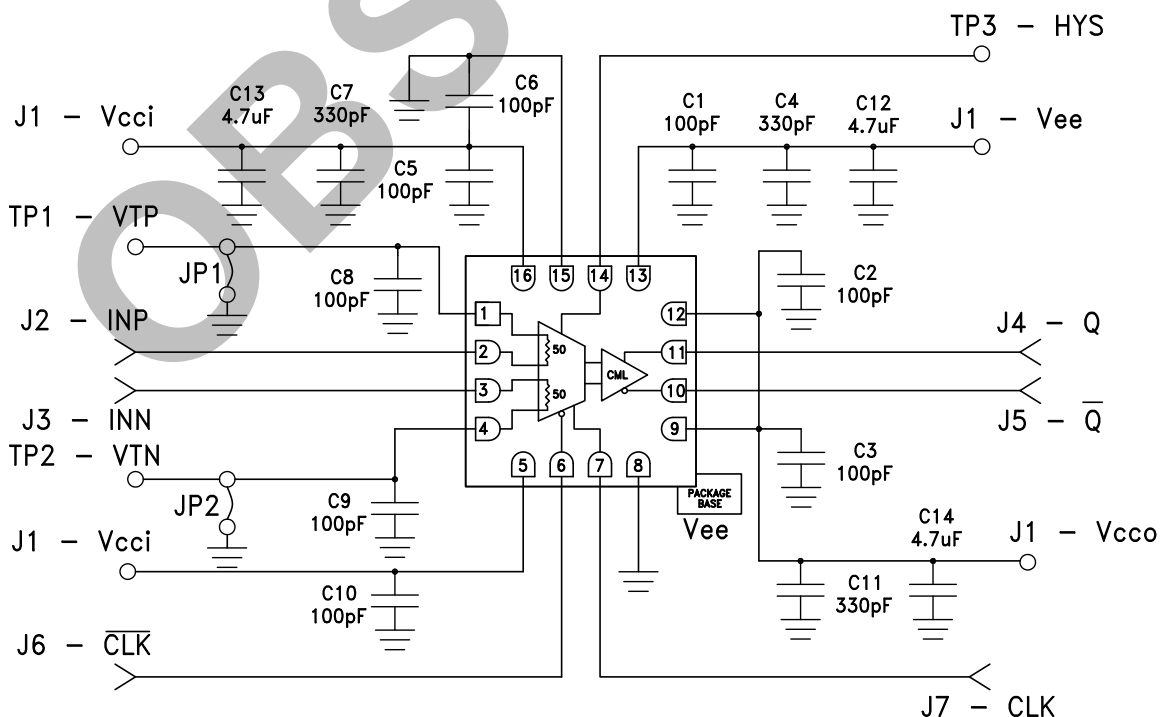 OBS
TP3 – HYS
C6
100pF
C13
4.7uF
C7
330pF
J1 – Vcci
C1
100pF
C4
330pF
C12
4.7uF
J1 – Vee
C5
100pF
TP1 – VTP
JP1
C8
100pF
16
15
14
13
C2
100pF
J2 – INP
1
12
J4 – Q
2
50
11
CML
3
50
10
J3 – INN
J5 – Q̅
4
9
TP2 – VTN
C3
100pF
5
6
7
8
JP2
C9
100pF
PACKAGE
BASE
Vee
C14
4.7uF
J1 – Vcci
J1 – Vcco
C10
100pF
C11
330pF
J6 – C̅L̅K̅
J7 – CLK